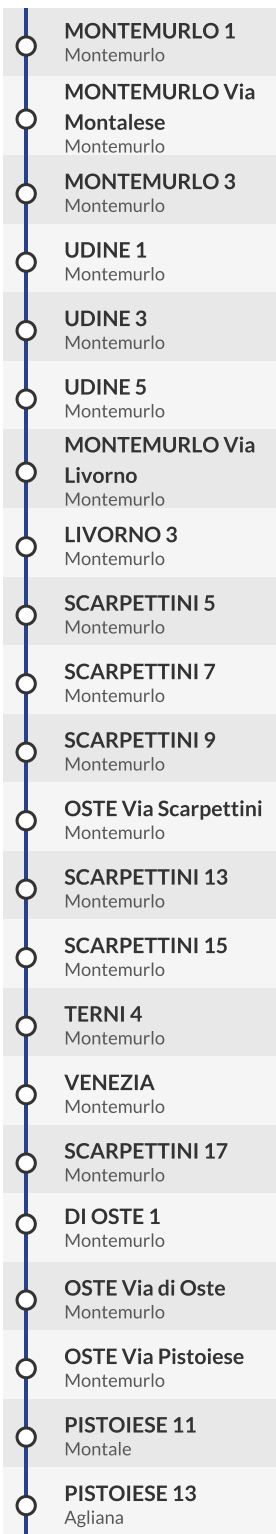 MONTEMURLO 1
Montemurlo
MONTEMURLO Via
Montalese
Montemurlo
MONTEMURLO 3
Montemurlo
UDINE 1
Montemurlo
UDINE 3
Montemurlo
UDINE 5
Montemurlo
MONTEMURLO Via
Livorno
Montemurlo
LIVORNO 3
Montemurlo
SCARPETTINI 5
Montemurlo
SCARPETTINI 7
Montemurlo
SCARPETTINI 9
Montemurlo
OSTE Via Scarpettini
Montemurlo
SCARPETTINI 13
Montemurlo
SCARPETTINI 15
Montemurlo
TERNI 4
Montemurlo
VENEZIA
Montemurlo
SCARPETTINI 17
Montemurlo
DI OSTE 1
Montemurlo
OSTE Via di Oste
Montemurlo
OSTE Via Pistoiese
Montemurlo
PISTOIESE 11
Montale
PISTOIESE 13
Agliana